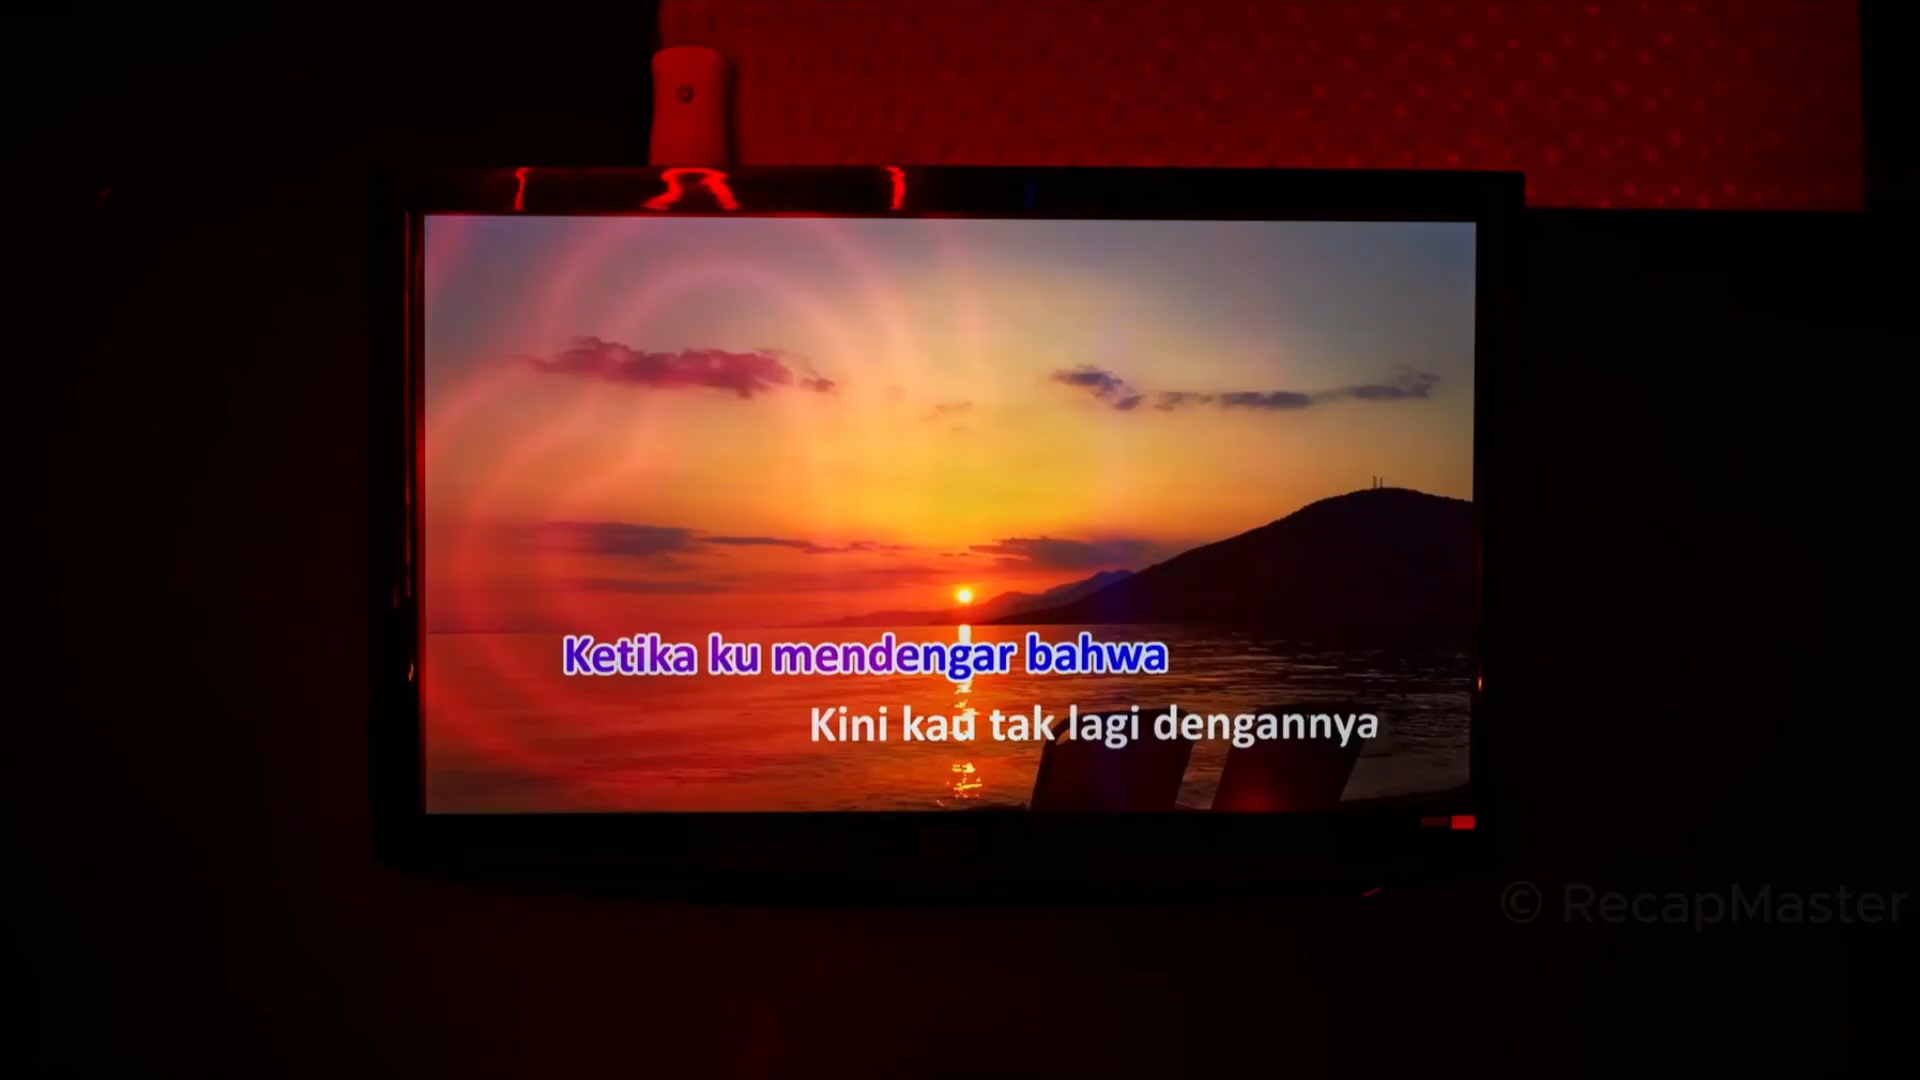 Ketika ku mendengar bahwa
Kini kau tak lagi dengannya
© RecapMaster